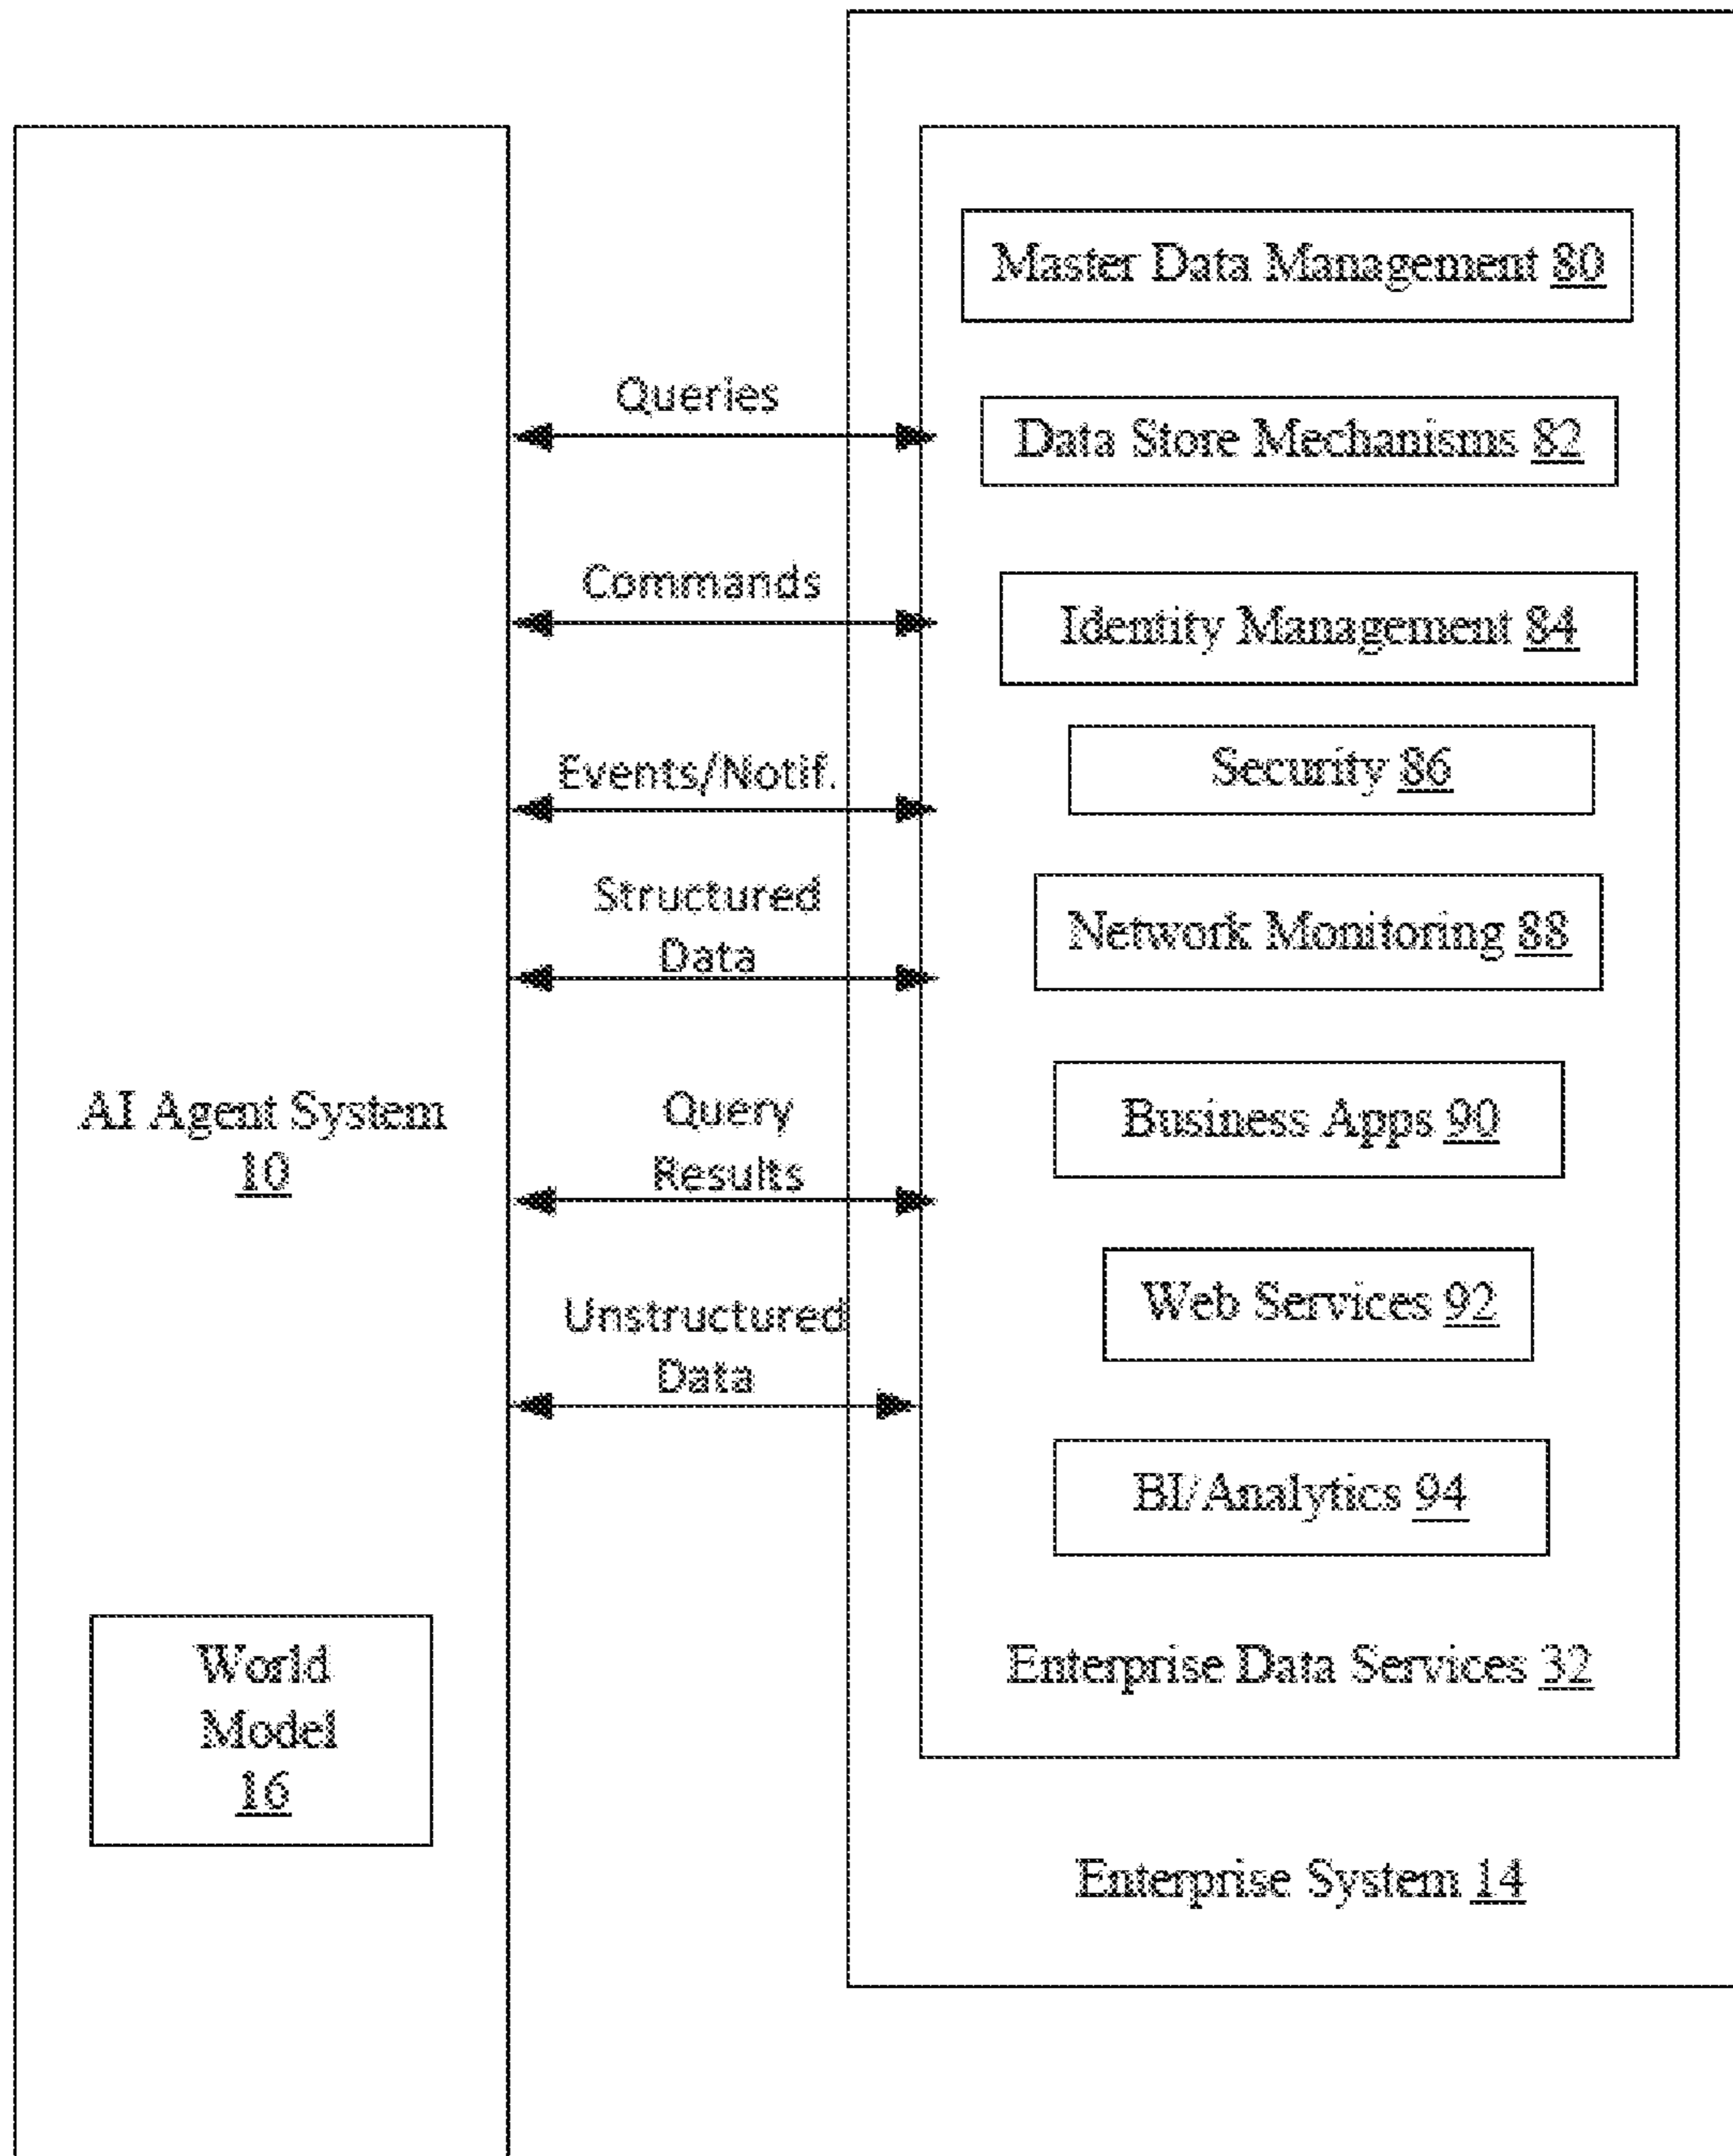 AI Agent System
10
World
Model
16
Queries
Commands
Events/Notif.
Structured
Data
Query
Results
Unstructured
Data
Master Data Management 80
Data Store Mechanisms 82
Identity Management 84
Security 86
Network Monitoring 88
Business Apps 90
Web Services 92
BI/Analytics 94
Enterprise Data Services 32
Enterprise System 14